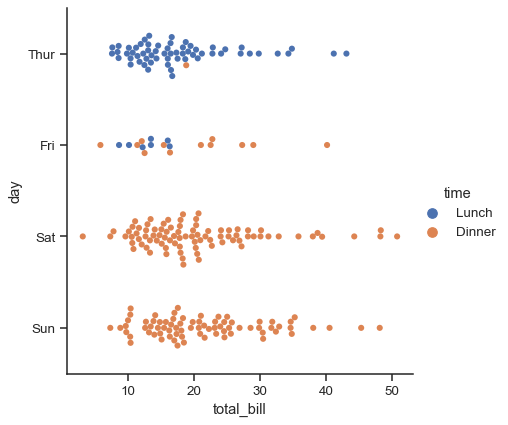 day
Thur
Fri
Sat
Sun
10 20 30 40 50
total_bill
time
Lunch
Dinner